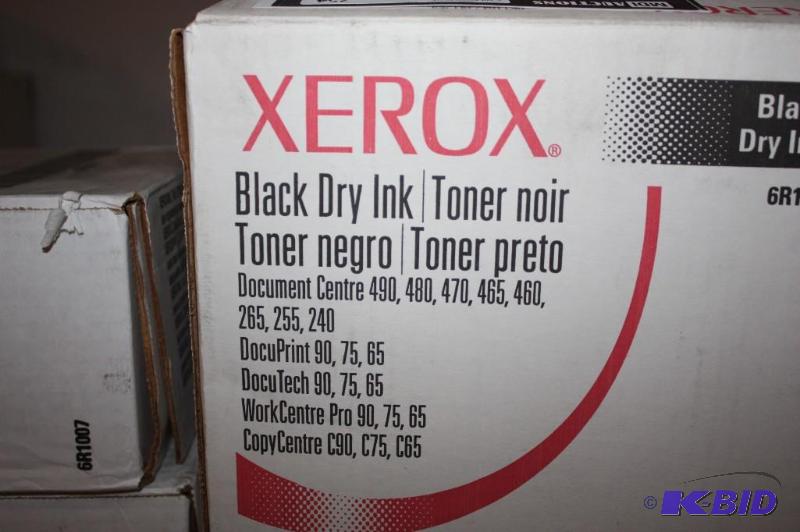 MDI AUCTIONS
XEROX®
Black Dry Ink | Toner noir
Toner negro | Toner preto
Document Centre 490, 480, 470, 465, 460,
265, 255, 240
DocuPrint 90, 75, 65
DocuTech 90, 75, 65
WorkCentre Pro 90, 75, 65
CopyCentre C90, C75, C65
Bla
Dry I
6R1
6R1007
© K-BID